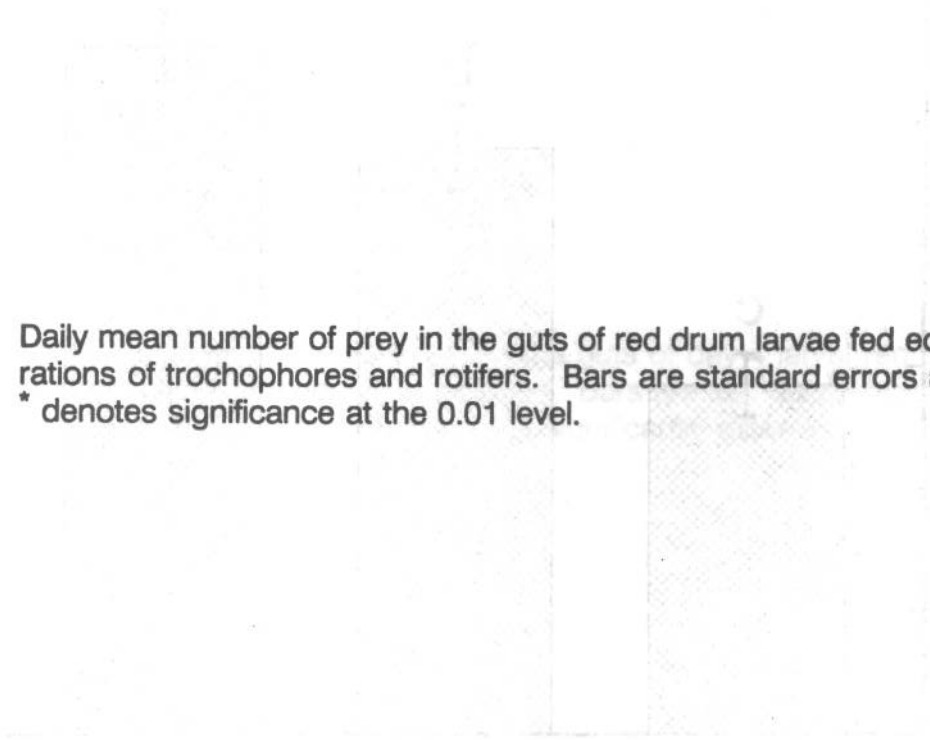 Daily mean number of prey in the guts of red drum larvae fed
rations of trochophores and rotifers. Bars are standard errors
* denotes significance at the 0.01 level.